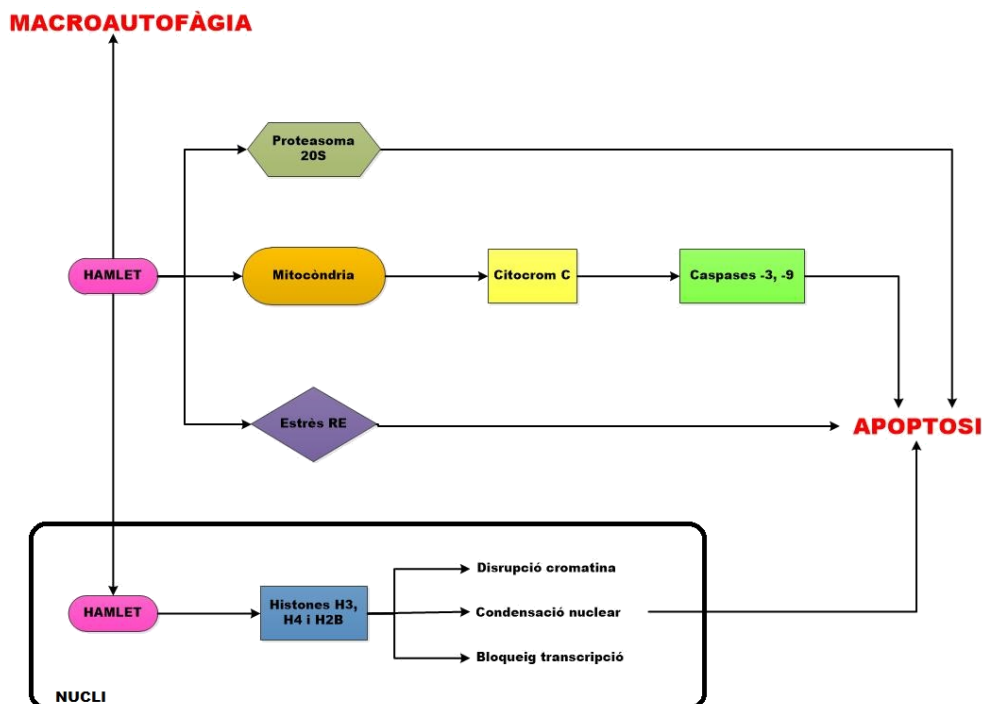 MACROAUTOFÀGIA
Proteasoma
20S
HAMLET
Mitocòndria
Citocrom C
Caspases -3, -9
Estrès RE
APOPTOSI
Disrupció cromatina
HAMLET
Histones H3,
H4 i H2B
Condensació nuclear
Bloqueig transcripció
NUCLI